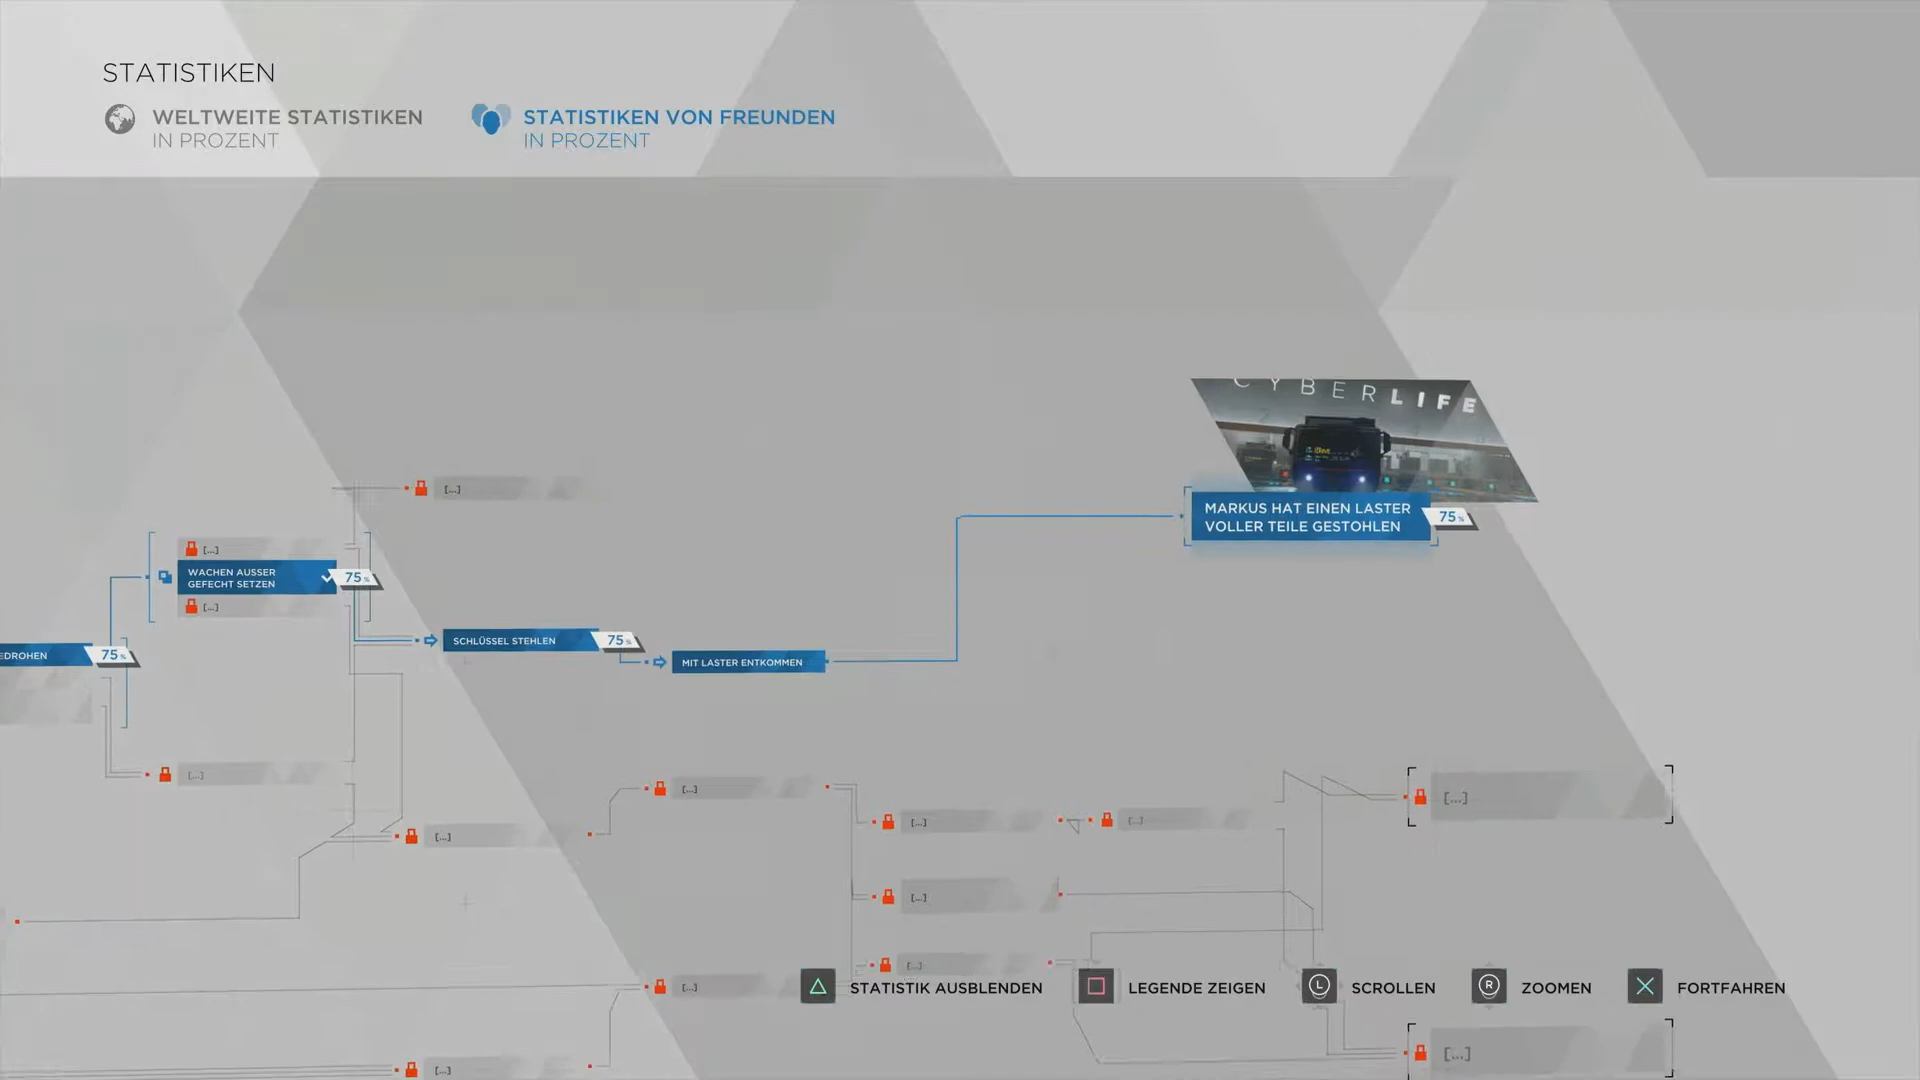 STATISTIKEN
WELTWEITE STATISTIKEN
IN PROZENT
STATISTIKEN VON FREUNDEN
IN PROZENT
CYBERLIFE
MARKUS HAT EINEN LASTER
VOLLER TEILE GESTOHLEN
75%
[...]
[...]
WACHEN AUSSER
GEFECHT SETZEN
75%
[...]
EDROHEN
75%
SCHLÜSSEL STEHLEN
75%
MIT LASTER ENTKOMMEN
[...]
[...]
[...]
[...]
[...]
[...]
[...]
[...]
[...]
[...]
[...]
STATISTIK AUSBLENDEN
LEGENDE ZEIGEN
L
SCROLLEN
R
ZOOMEN
FORTFAHREN